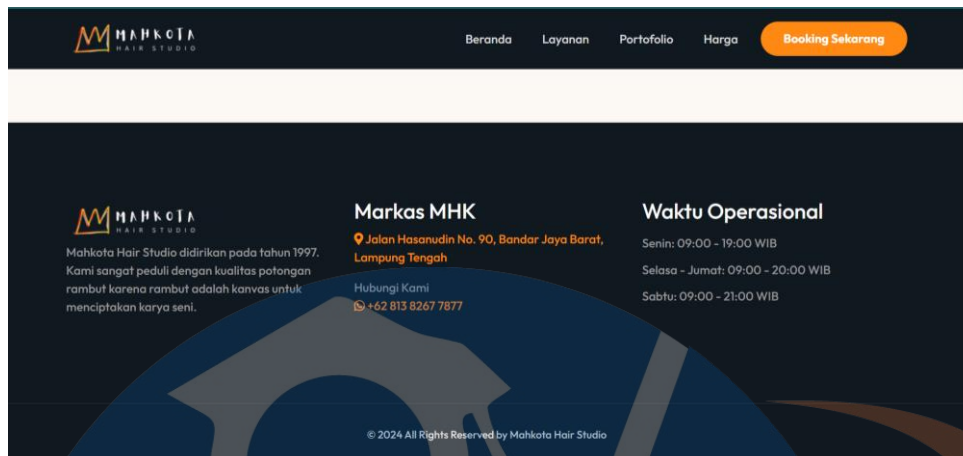 MAHKOTA
HAIR STUDIO
Beranda Layanan Portofolio Harga Booking Sekarang
MAHKOTA
HAIR STUDIO
Mahkota Hair Studio didirikan pada tahun 1997.
Kami sangat peduli dengan kualitas potongan
rambut karena rambut adalah kanvas untuk
menciptakan karya seni.
Markas MHK
Jalan Hasanudin No. 90, Bandar Jaya Barat,
Lampung Tengah
Hubungi Kami
+62 813 8267 7877
Waktu Operasional
Senin: 09:00 - 19:00 WIB
Selasa - Jumat: 09:00 - 20:00 WIB
Sabtu: 09:00 - 21:00 WIB
© 2024 All Rights Reserved by Mahkota Hair Studio